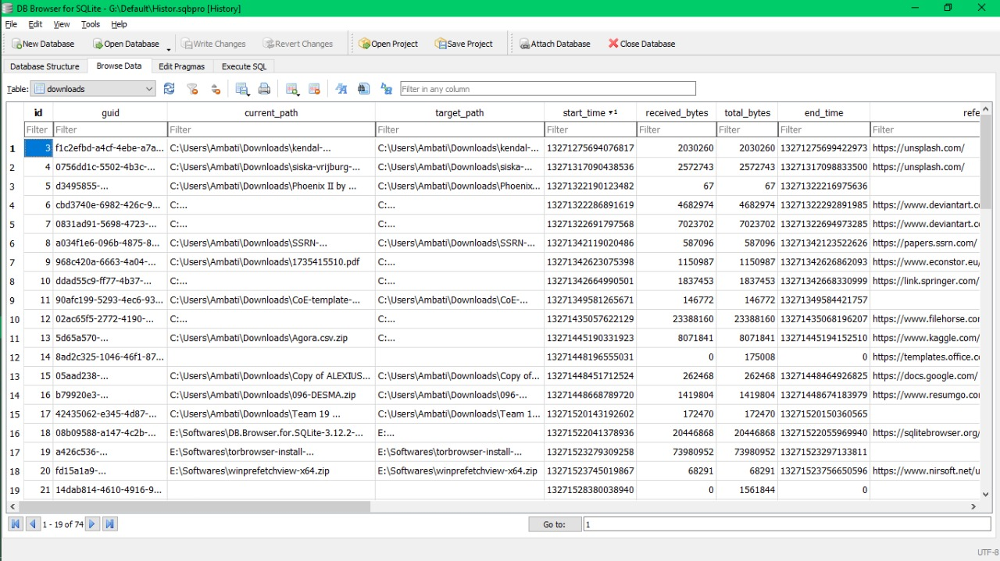 DB Browser for SQLite - G:\Default\Histor.sqbpro [History]
File Edit View Tools Help
New Database Open Database Write Changes Revert Changes Open Project Save Project Attach Database Close Database
Database Structure Browse Data Edit Pragmas Execute SQL
Table: downloads Filter in any column
id guid current_path target_path start_time 1 received_bytes total_bytes end_time refe
Filter Filter Filter Filter Filter Filter Filter Filter Filter
1 3 f1c2efbd-a4cf-4ebe-a7a... C:\Users\Ambati\Downloads\kendal-... C:\Users\Ambati\Downloads\kendal-... 13271275694076817 2030260 2030260 13271275699422973 https://unsplash.com/
2 4 0756dd1c-5502-4b3c-... C:\Users\Ambati\Downloads\siska-vrijburg-... C:\Users\Ambati\Downloads\siska-... 13271317090438536 2572743 2572743 13271317098833500 https://unsplash.com/
3 5 d3495855-... C:\Users\Ambati\Downloads\Phoenix II by ... C:\Users\Ambati\Downloads\Phoenix... 13271322190123482 67 67 13271322216975636
4 6 cbd3740e-6982-426c-9... C:... C:... 13271322286891619 4682974 4682974 13271322292891985 https://www.deviantart.co
5 7 0831ad91-5698-4723-... C:... C:... 13271322691797568 7023702 7023702 13271322694973285 https://www.deviantart.co
6 8 a034f1e6-096b-4875-8... C:\Users\Ambati\Downloads\SSRN-... C:\Users\Ambati\Downloads\SSRN-... 13271342119020486 587096 587096 13271342123522626 https://papers.ssrn.com/
7 9 968c420a-6663-4a04-... C:\Users\Ambati\Downloads\1735415510.pdf C:\Users\Ambati\Downloads\... 13271342623075398 1150987 1150987 13271342626862093 https://www.econstor.eu/
8 10 ddad55c9-ff77-4b37-... C:... C:... 13271342664990501 1837453 1837453 13271342668330999 https://link.springer.com/
9 11 90afc199-5293-4ec6-93... C:\Users\Ambati\Downloads\CoE-template-... C:\Users\Ambati\Downloads\CoE-... 13271349581265671 146772 146772 13271349584421757
10 12 02ac65f5-2772-4190-... C:... C:... 13271435057622129 23388160 23388160 13271435068196207 https://www.filehorse.con
11 13 5d65a570-... C:\Users\Ambati\Downloads\Agora.csv.zip C:... 13271445190331923 8071841 8071841 13271445194152510 https://www.kaggle.com/
12 14 8ad2c325-1046-46f1-87... 13271448196555031 0 175008 0 https://templates.office.co
13 15 05aad238-... C:\Users\Ambati\Downloads\Copy of ALEXIUS... C:\Users\Ambati\Downloads\Copy of... 13271448451712524 262468 262468 13271448464926825 https://docs.google.com/
14 16 b79920e3-... C:\Users\Ambati\Downloads\096-DESMA.zip C:\Users\Ambati\Downloads\096-... 13271448668789720 1419804 1419804 13271448674183979 https://www.resumgo.con
15 17 42435062-e345-4d87-... C:\Users\Ambati\Downloads\Team 19 ... C:\Users\Ambati\Downloads\Team 1... 13271520143192602 172470 172470 13271520150360565
16 18 08b09588-a147-4c2b-... E:\Softwares\DB.Browser.for.SQLite-3.12.2-... E:... 13271522041378936 20446868 20446868 13271522055969940 https://sqlitebrowser.org/
17 19 a426c536-... E:\Softwares\torbrowser-install-... E:\Softwares\torbrowser-install-... 13271523279309258 73980952 73980952 13271523297133811
18 20 fd15a1a9-... E:\Softwares\winprefetchview-x64.zip E:\Softwares\winprefetchview-x64.zip 13271523745019867 68291 68291 13271523756650596 https://www.nirsoft.net/u
19 21 14dab814-4610-4916-9... 13271528380038940 0 1561844 0
1 - 19 of 74 Go to: 1
UTF-8